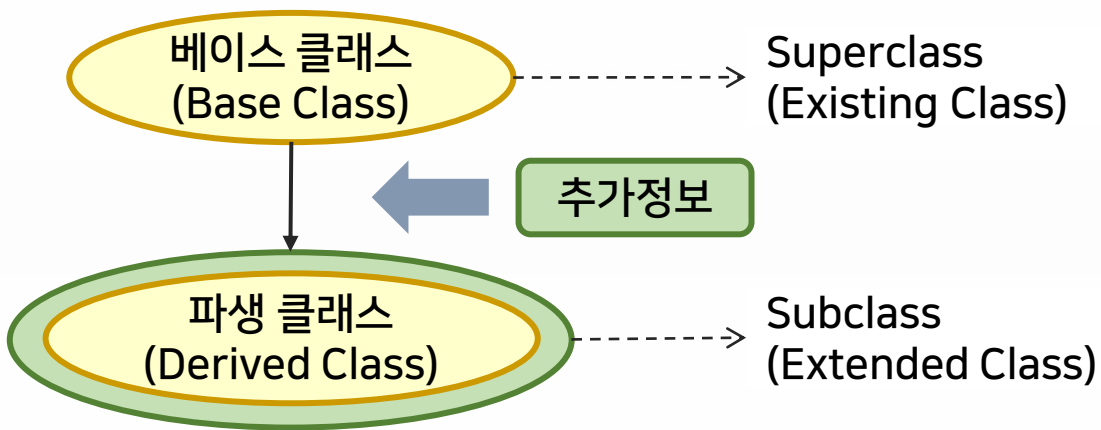 베이스 클래스
(Base Class)
Superclass
(Existing Class)
추가정보
파생 클래스
(Derived Class)
Subclass
(Extended Class)